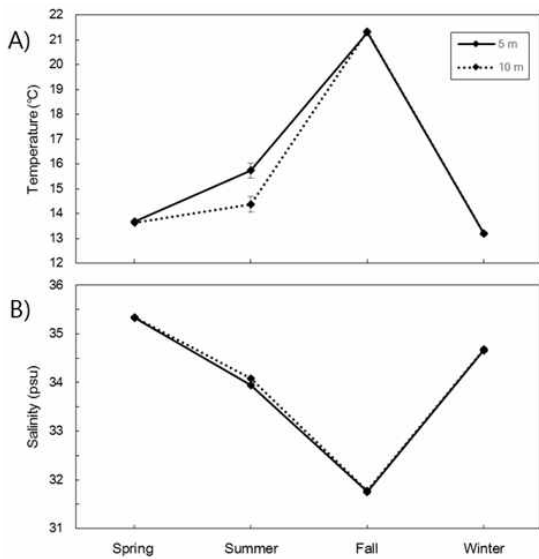 A)
Temperature (°C)
22
21
20
19
18
17
16
15
14
13
12
5 m
10 m
B)
Salinity (psu)
36
35
34
33
32
31
Spring
Summer
Fall
Winter